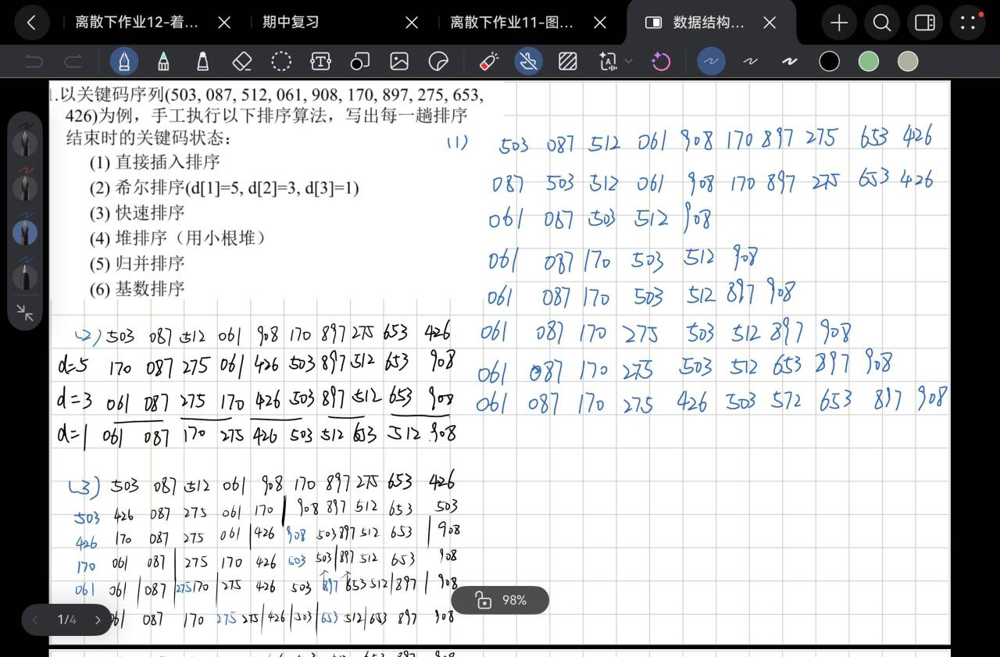 离散下作业12-着...
期中复习
离散下作业11-图...
数据结构...
1.以关键码序列(503, 087, 512, 061, 908, 170, 897, 275, 653,
426)为例，手工执行以下排序算法，写出每一趟排序
结束时的关键码状态：
(1) 直接插入排序
(2) 希尔排序(d[1]=5, d[2]=3, d[3]=1)
(3) 快速排序
(4) 堆排序（用小根堆）
(5) 归并排序
(6) 基数排序
(1) 503 087 512 061 908 170 897 275 653 426
087 503 512 061 908 170 897 275 653 426
061 087 503 512 908
061 087 170 503 512 908
061 087 170 503 512 897 908
061 087 170 275 503 512 897 908
061 087 170 275 503 512 653 897 908
061 087 170 275 426 503 572 653 897 908
(2) 503 087 512 061 908 170 897 275 653 426
d=5 170 087 275 061 426 503 897 512 653 908
d=3 061 087 275 170 426 503 897 512 653 908
d=1 061 087 170 275 426 503 512 653 512 908
(3) 503 087 512 061 908 170 897 275 653 426
503 426 087 275 061 170 | 908 897 512 653 503
426 170 087 275 061 | 426 908 503 897 512 653 | 908
170 061 087 | 275 170 426 503 503 | 897 512 653 908
061 061 | 087 | 275 170 | 275 426 503 897 653 512 | 897 | 908
061 087 170 275 275 | 426 | 503 | 653 512 | 653 897 908
98%
1/4